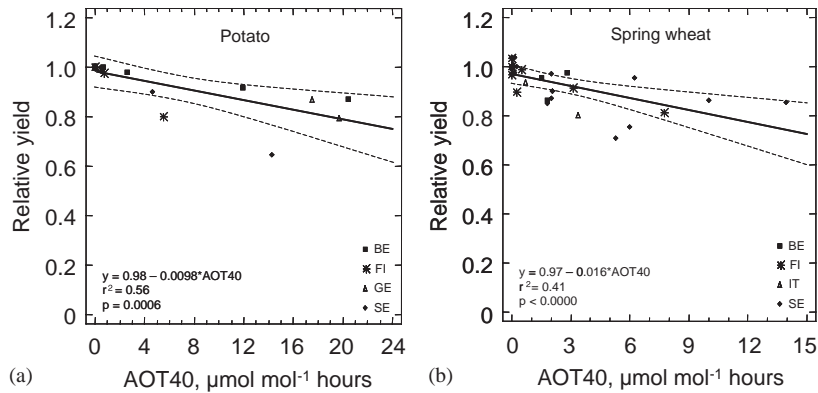 Potato
Relative yield
1.2
1.0
0.8
0.6
0.4
0.2
0
BE
FI
GE
SE
y = 0.98 – 0.0098*AOT40
r² = 0.56
p = 0.0006
0 4 8 12 16 20 24
(a) AOT40, µmol mol⁻¹ hours
Spring wheat
Relative yield
1.2
1.0
0.8
0.6
0.4
0.2
0
BE
FI
IT
SE
y = 0.97 – 0.016*AOT40
r² = 0.41
p < 0.0000
0 3 6 9 12 15
(b) AOT40, µmol mol⁻¹ hours